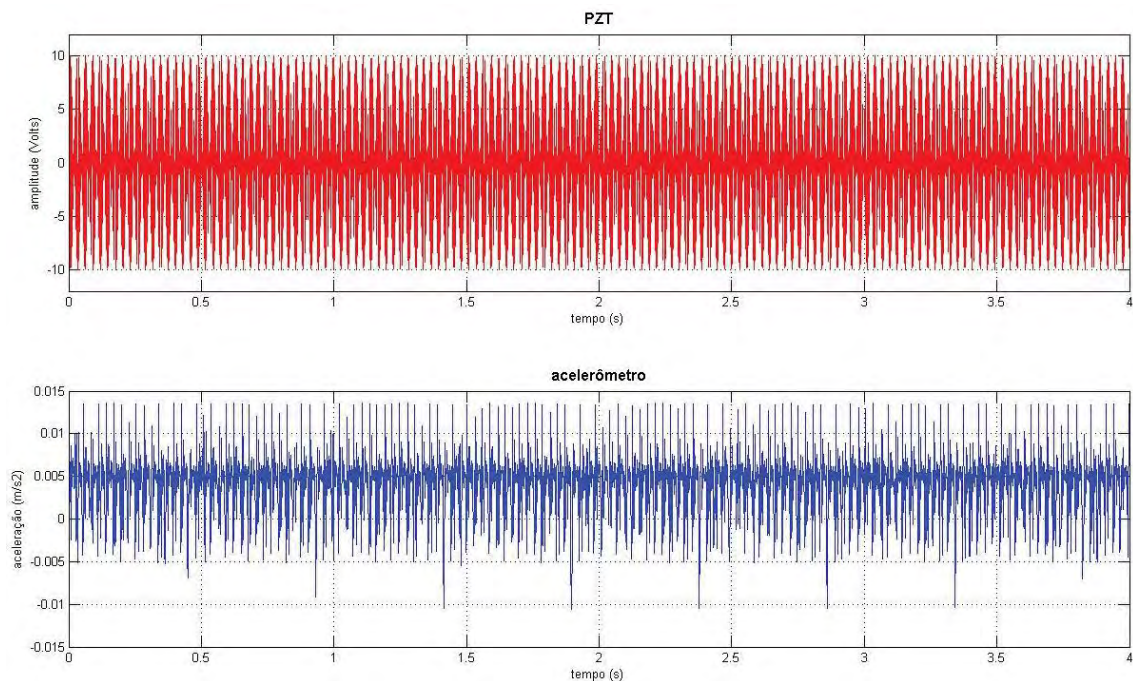 PZT
10
5
0
-5
-10
amplitude (Volts)
0 0.5 1 1.5 2 2.5 3 3.5 4
tempo (s)
acelerômetro
0.015
0.01
0.005
0
-0.005
-0.01
-0.015
aceleração (m/s2)
0 0.5 1 1.5 2 2.5 3 3.5 4
tempo (s)